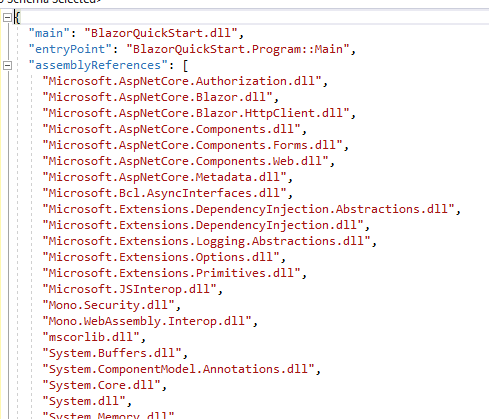 Schema Selected>
{
"main": "BlazorQuickStart.dll",
"entryPoint": "BlazorQuickStart.Program::Main",
"assemblyReferences": [
"Microsoft.AspNetCore.Authorization.dll",
"Microsoft.AspNetCore.Blazor.dll",
"Microsoft.AspNetCore.Blazor.HttpClient.dll",
"Microsoft.AspNetCore.Components.dll",
"Microsoft.AspNetCore.Components.Forms.dll",
"Microsoft.AspNetCore.Components.Web.dll",
"Microsoft.AspNetCore.Metadata.dll",
"Microsoft.Bcl.AsyncInterfaces.dll",
"Microsoft.Extensions.DependencyInjection.Abstractions.dll",
"Microsoft.Extensions.DependencyInjection.dll",
"Microsoft.Extensions.Logging.Abstractions.dll",
"Microsoft.Extensions.Options.dll",
"Microsoft.Extensions.Primitives.dll",
"Microsoft.JSInterop.dll",
"Mono.Security.dll",
"Mono.WebAssembly.Interop.dll",
"mscorlib.dll",
"System.Buffers.dll",
"System.ComponentModel.Annotations.dll",
"System.Core.dll",
"System.dll",
"System.Memory.dll"